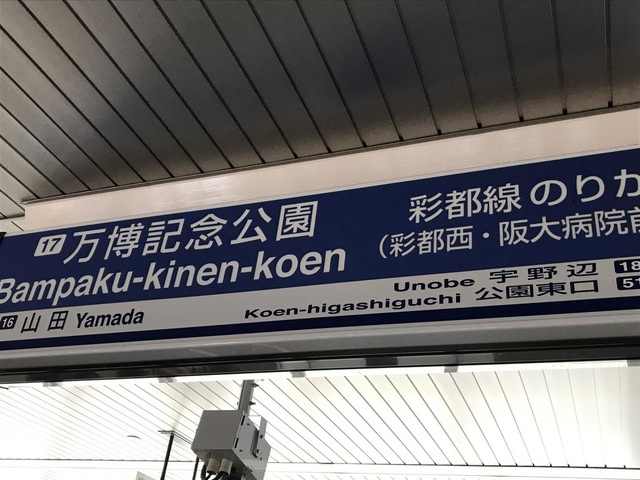 17 万博記念公園
Bampaku-kinen-koen
16 山田 Yamada
彩都線のりか
(彩都西・阪大病院前
Unobe 宇野辺 18
Koen-higashiguchi 公園東口 51